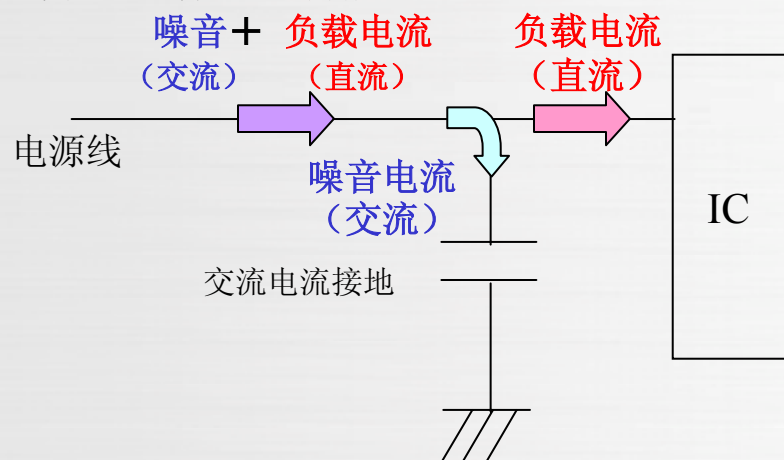 噪音+ 负载电流 负载电流
（交流） （直流） （直流）
电源线
噪音电流
（交流）
IC
交流电流接地